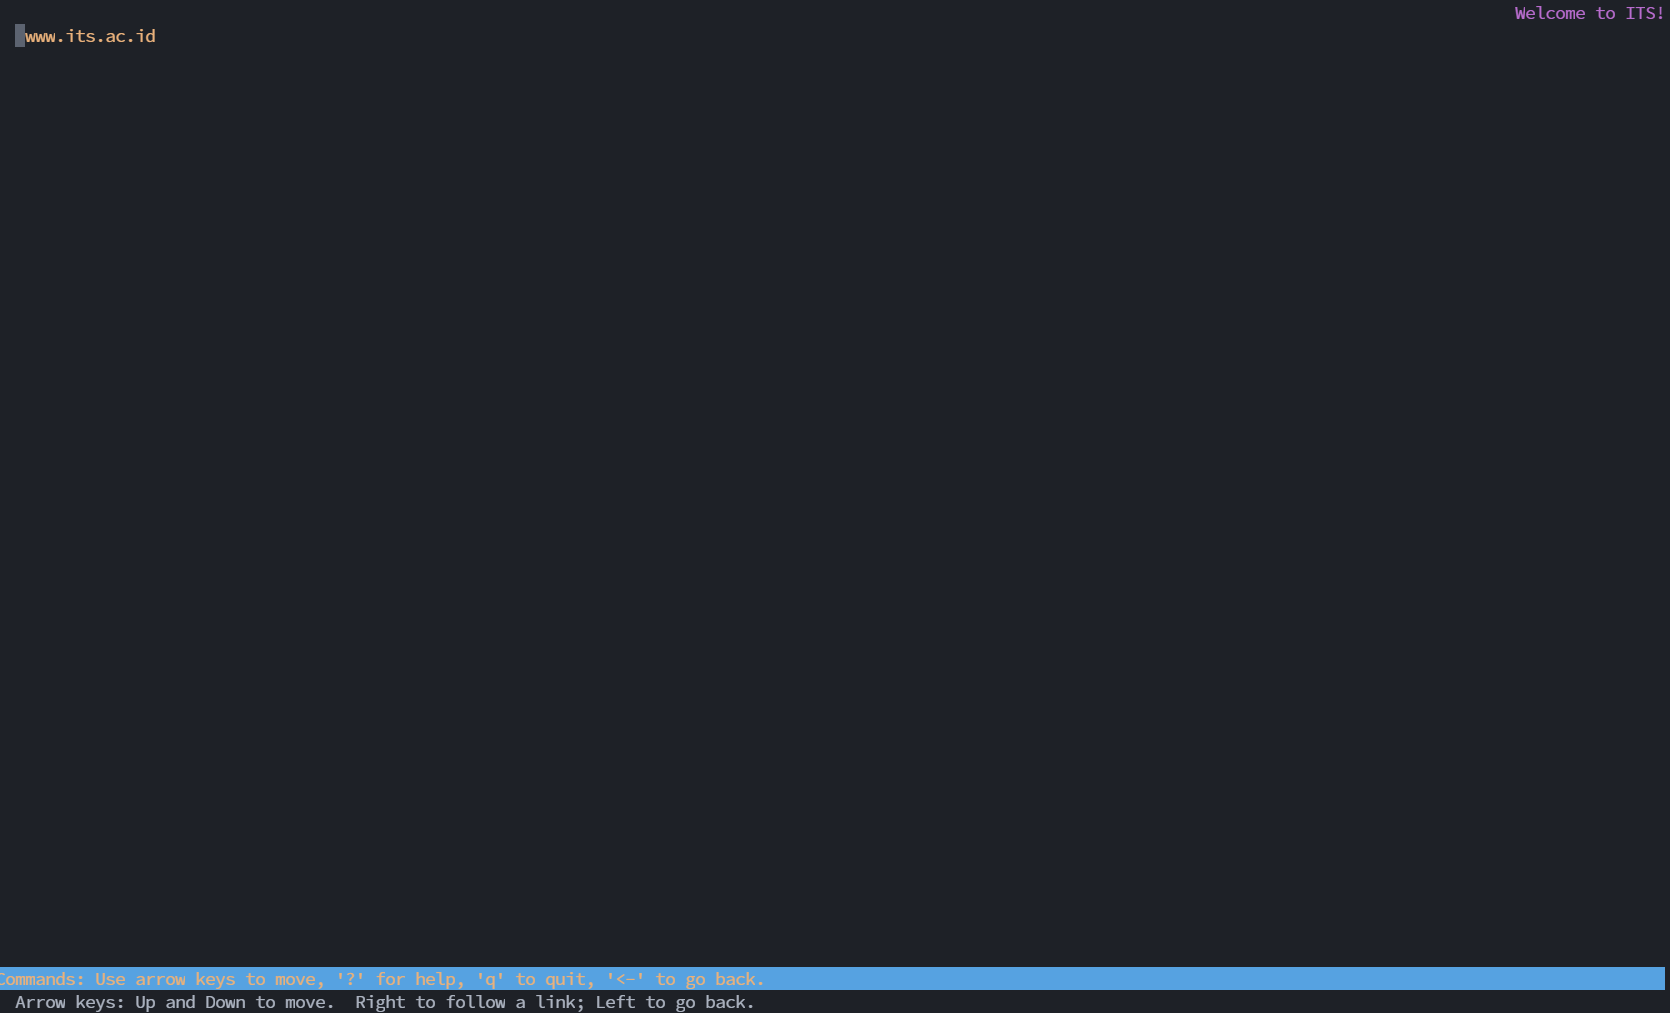 Welcome to ITS!
www.its.ac.id
Commands: Use arrow keys to move, '?' for help, 'q' to quit, '<-' to go back.
Arrow keys: Up and Down to move.  Right to follow a link; Left to go back.